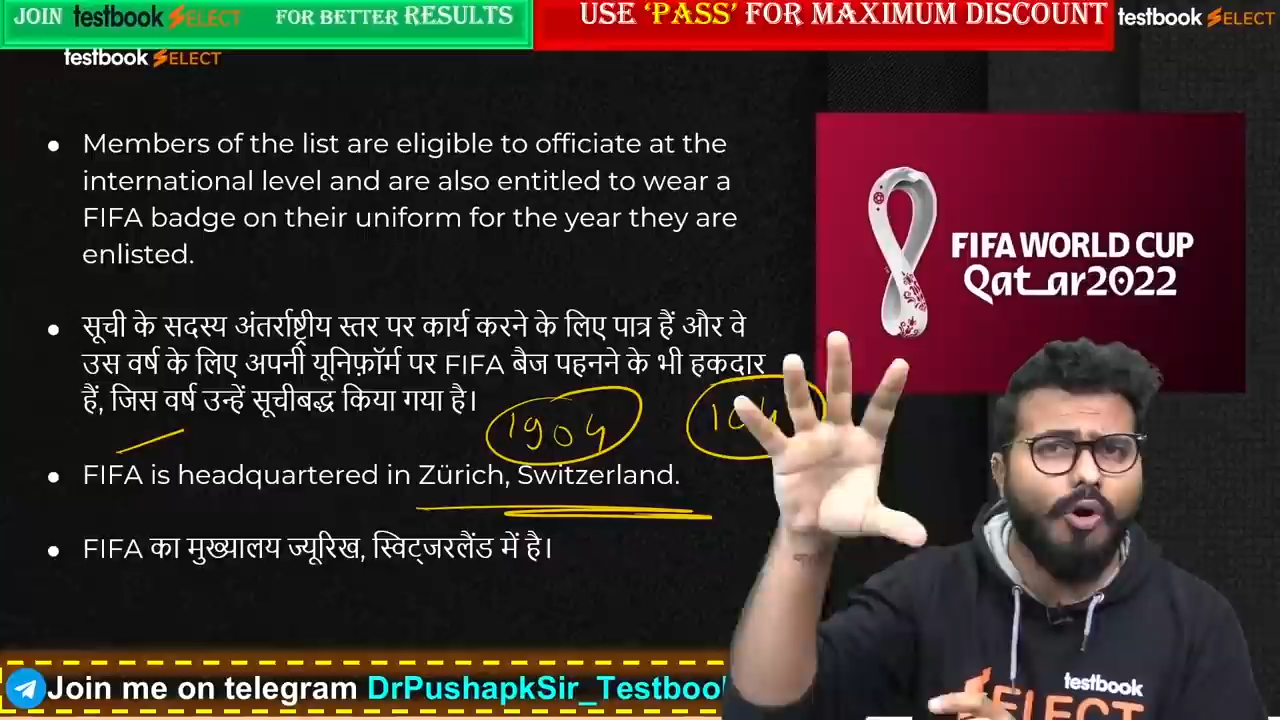 JOIN testbook SELECT FOR BETTER RESULTS
USE ‘PASS’ FOR MAXIMUM DISCOUNT
testbook SELECT
testbook SELECT
Members of the list are eligible to officiate at the
international level and are also entitled to wear a
FIFA badge on their uniform for the year they are
enlisted.
सूची के सदस्य अंतर्राष्ट्रीय स्तर पर कार्य करने के लिए पात्र हैं और वे
उस वर्ष के लिए अपनी यूनिफ़ॉर्म पर FIFA बैज पहनने के भी हकदार
हैं, जिस वर्ष उन्हें सूचीबद्ध किया गया है।
1904
FIFA is headquartered in Zürich, Switzerland.
FIFA का मुख्यालय ज्यूरिख, स्विट्जरलैंड में है।
FIFA WORLD CUP
Qatar2022
Join me on telegram DrPushapkSir_Testboo
testbook
SELECT